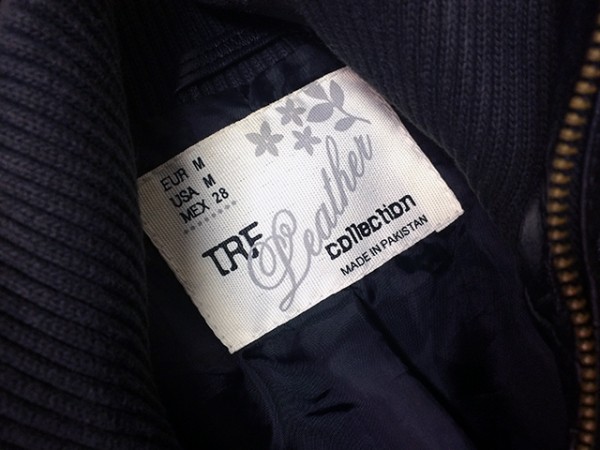 EUR M
USA M
MEX 28
TRF Leather
collection
MADE IN PAKISTAN